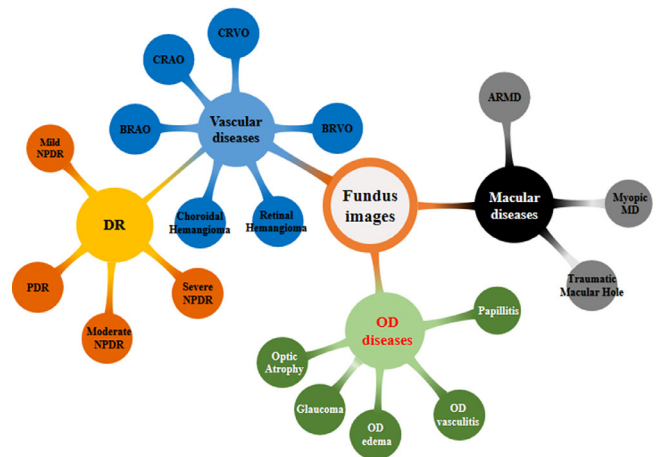 CRVO
CRAO
BRAO
Vascular
diseases
BRVO
Choroidal
Hemangioma
Retinal
Hemangioma
Mild
NPDR
DR
PDR
Moderate
NPDR
Severe
NPDR
Fundus
images
ARMD
Macular
diseases
Myopic
MD
Traumatic
Macular Hole
OD
diseases
Papillitis
Optic
Atrophy
Glaucoma
OD
edema
OD
vasculitis